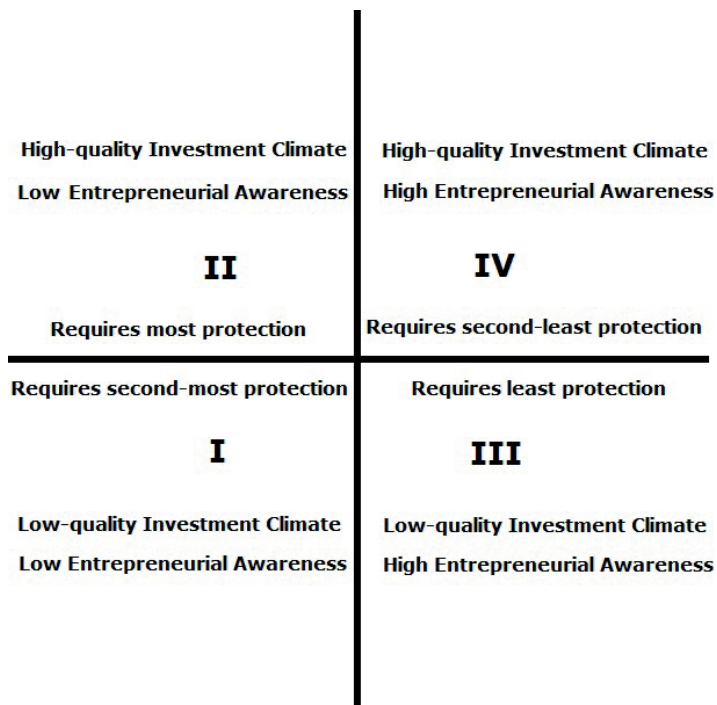 High-quality Investment Climate
Low Entrepreneurial Awareness
II
Requires most protection
High-quality Investment Climate
High Entrepreneurial Awareness
IV
Requires second-least protection
Requires second-most protection
I
Low-quality Investment Climate
Low Entrepreneurial Awareness
Requires least protection
III
Low-quality Investment Climate
High Entrepreneurial Awareness